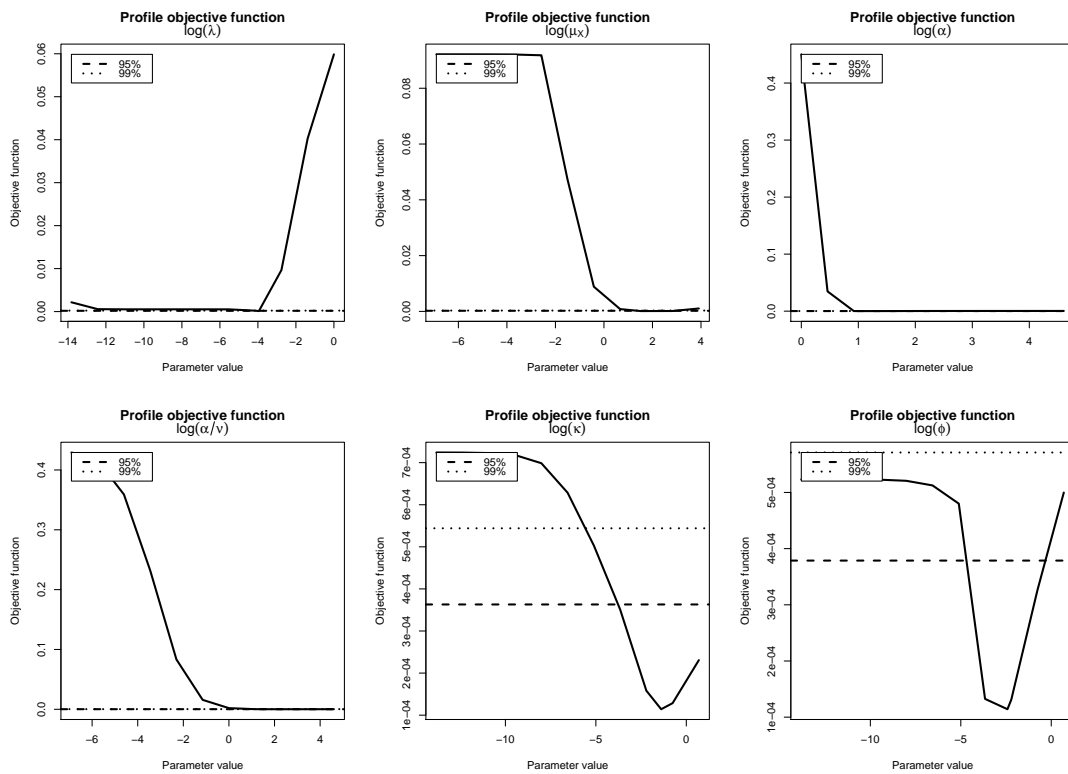 Profile objective function
log(λ)
95%
99%
Objective function
0.00
0.01
0.02
0.03
0.04
0.05
0.06
−14
−12
−10
−8
−6
−4
−2
0
Parameter value
Profile objective function
log(μX)
95%
99%
Objective function
0.00
0.02
0.04
0.06
0.08
−6
−4
−2
0
2
4
Parameter value
Profile objective function
log(α)
95%
99%
Objective function
0.0
0.1
0.2
0.3
0.4
0
1
2
3
4
Parameter value
Profile objective function
log(α/ν)
95%
99%
Objective function
0.0
0.1
0.2
0.3
0.4
−6
−4
−2
0
2
4
Parameter value
Profile objective function
log(κ)
95%
99%
Objective function
1e−04
2e−04
3e−04
4e−04
5e−04
6e−04
7e−04
−10
−5
0
Parameter value
Profile objective function
log(ϕ)
95%
99%
Objective function
1e−04
2e−04
3e−04
4e−04
5e−04
−10
−5
0
Parameter value